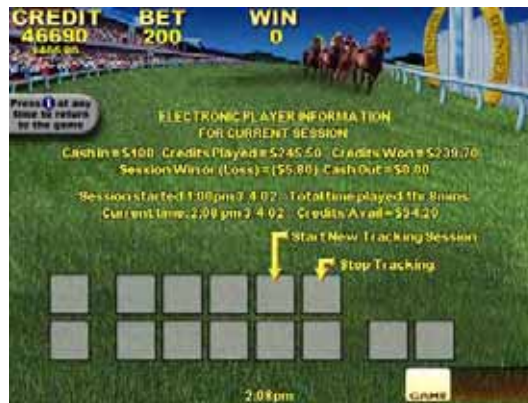 CREDIT BET WIN
46690 200 0
Press i at any
time to return
to the game
ELECTRONIC PLAYER INFORMATION
FOR CURRENT SESSION
Cash In = $100 Credits Played = $245.50 Credits Won = $239.70
Session Win or (Loss) = ($5.80) Cash Out = $0.00
Session started 1:00pm 3 4 02 Total time played 1hr 8mins
Current time: 2:08 pm 3 4 02 Credits Avail = $94.20
Start New Tracking Session
Stop Tracking
2:08pm
GAME